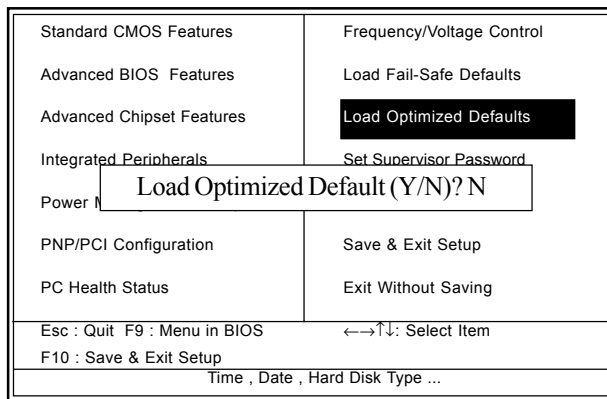 Standard CMOS Features
Advanced BIOS Features
Advanced Chipset Features
Integrated Peripherals
Power
PNP/PCI Configuration
PC Health Status
Frequency/Voltage Control
Load Fail-Safe Defaults
Load Optimized Defaults
Set Supervisor Password
Save & Exit Setup
Exit Without Saving
Load Optimized Default (Y/N)? N
Esc : Quit F9 : Menu in BIOS
←→↑↓: Select Item
F10 : Save & Exit Setup
Time , Date , Hard Disk Type ...